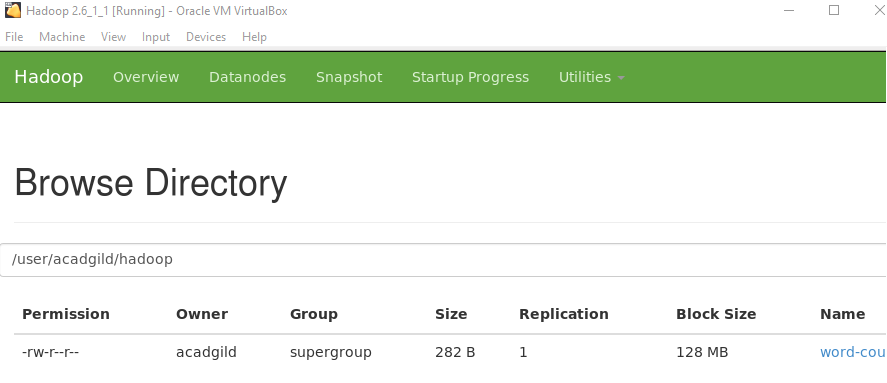 Hadoop 2.6_1_1 [Running] - Oracle VM VirtualBox
File Machine View Input Devices Help
Hadoop Overview Datanodes Snapshot Startup Progress Utilities
Browse Directory
/user/acadgild/hadoop
Permission Owner Group Size Replication Block Size Name
-rw-r--r-- acadgild supergroup 282 B 1 128 MB word-cou